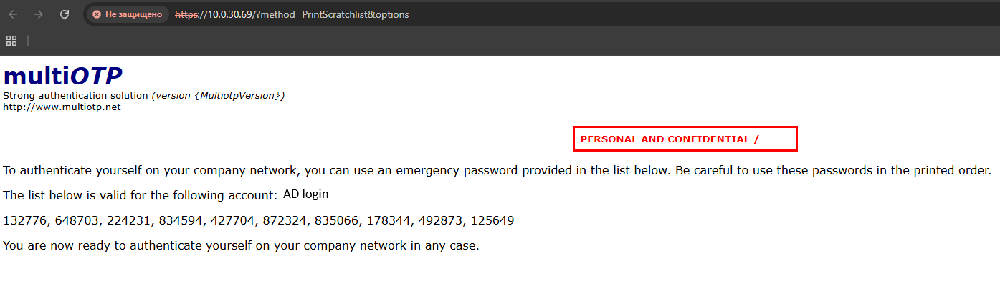 Не защищено https://10.0.30.69/?method=PrintScratchlist&options=
multiOTP
Strong authentication solution (version {MultiotpVersion})
http://www.multiotp.net
PERSONAL AND CONFIDENTIAL /
To authenticate yourself on your company network, you can use an emergency password provided in the list below. Be careful to use these passwords in the printed order.
The list below is valid for the following account: AD login
132776, 648703, 224231, 834594, 427704, 872324, 835066, 178344, 492873, 125649
You are now ready to authenticate yourself on your company network in any case.